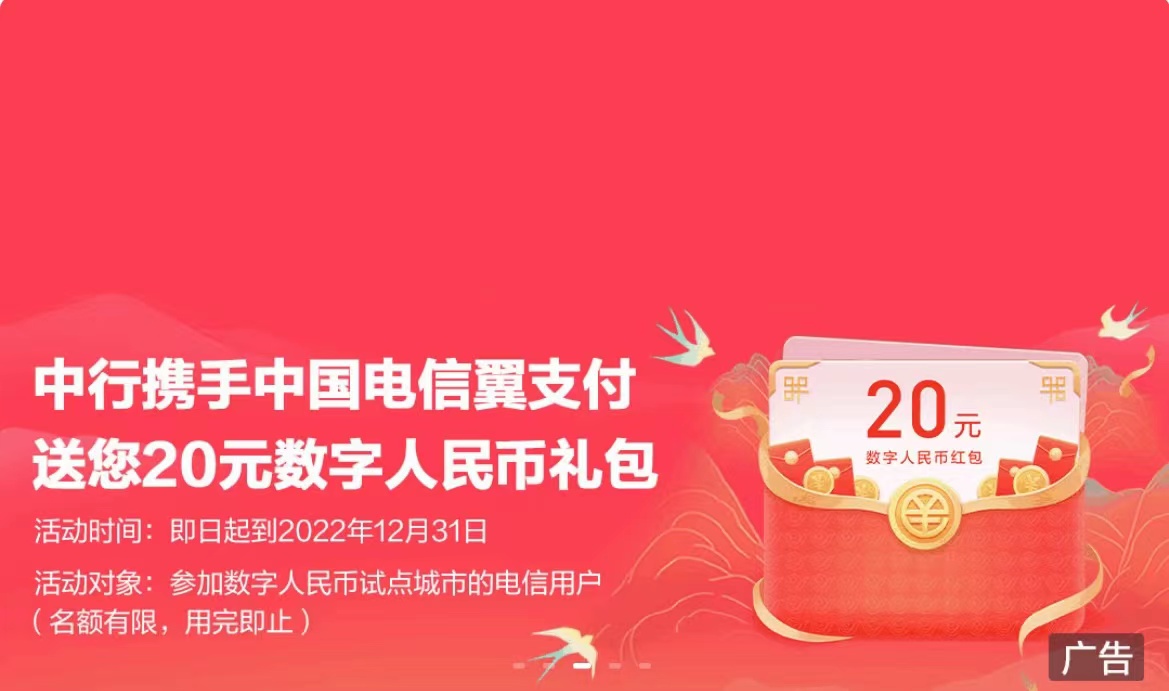 中行携手中国电信翼支付
送您20元数字人民币礼包
活动时间：即日起到2022年12月31日
活动对象：参加数字人民币试点城市的电信用户
（名额有限，用完即止）
20元
数字人民币红包
广告